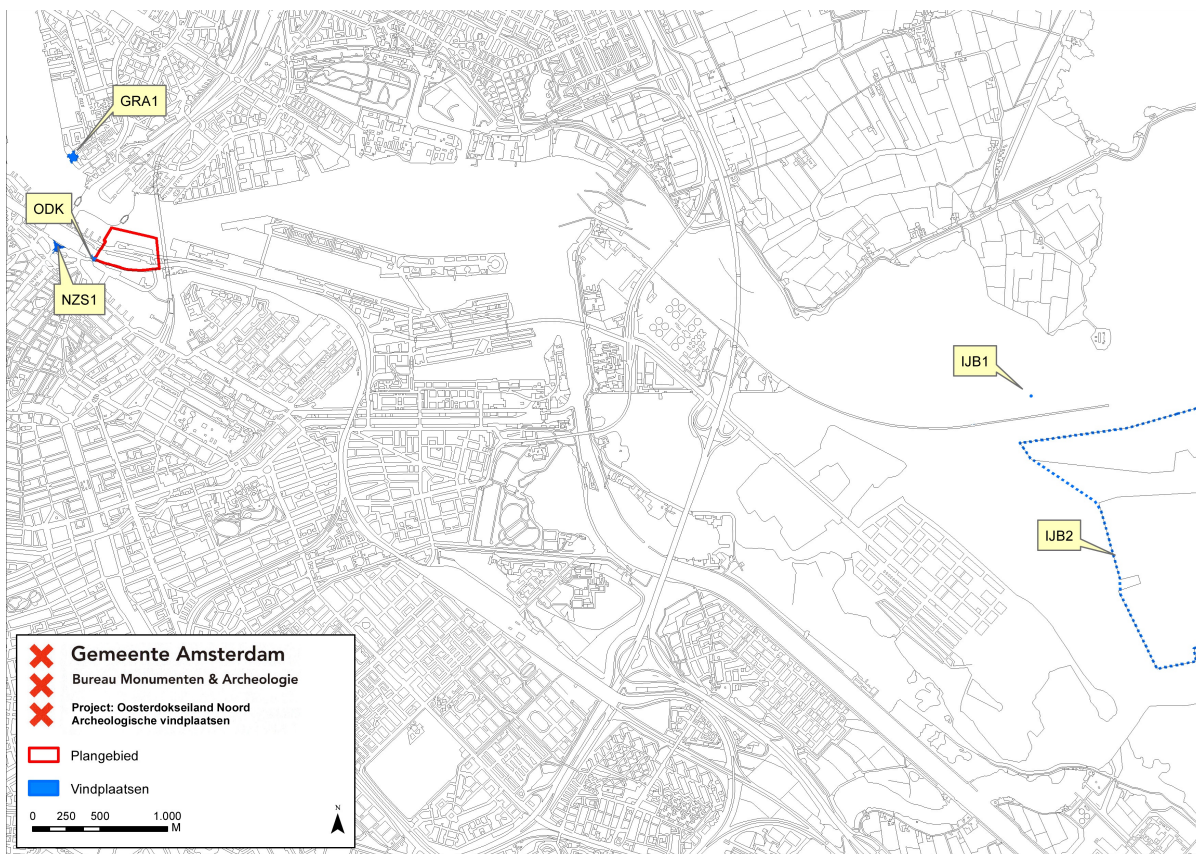 GRA1
ODK
NZS1
IJB1
IJB2
Gemeente Amsterdam
Bureau Monumenten & Archeologie
Project: Oosterdokseiland Noord
Archeologische vindplaatsen
Plangebied
Vindplaatsen
0 250 500 1.000
M
N